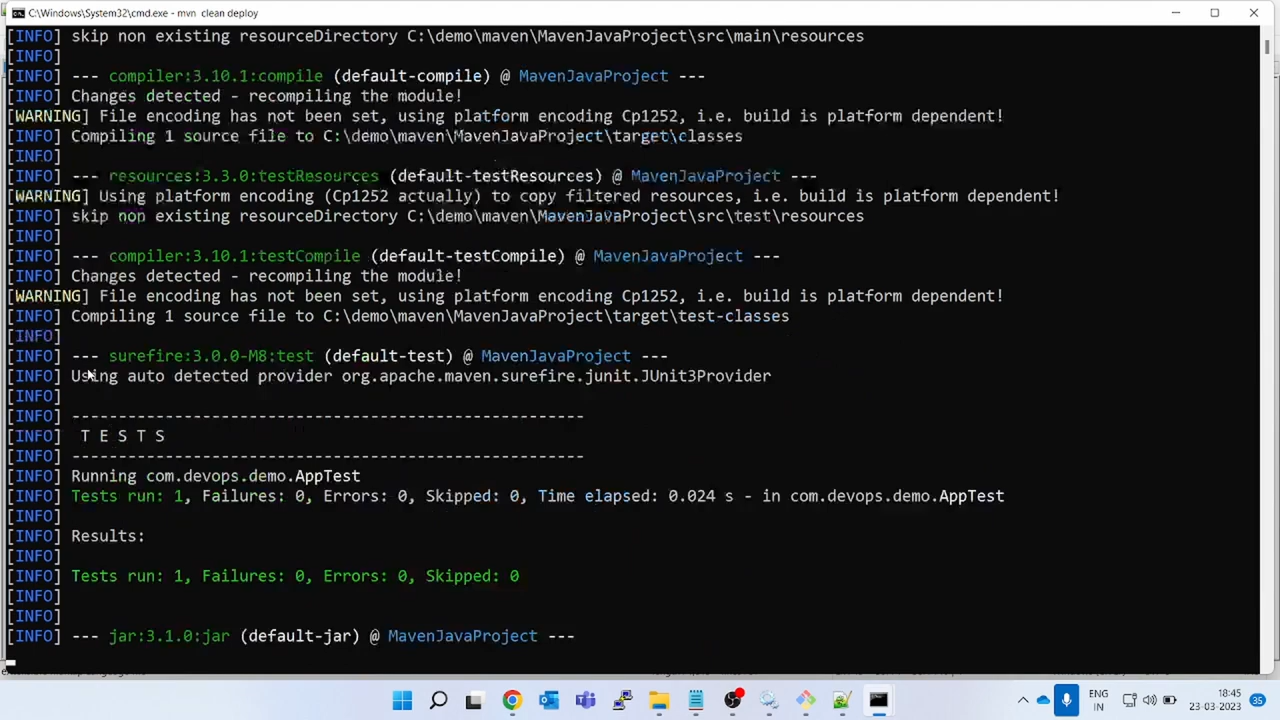 C:\Windows\System32\cmd.exe - mvn  clean deploy
[INFO] skip non existing resourceDirectory C:\demo\maven\MavenJavaProject\src\main\resources
[INFO]
[INFO] --- compiler:3.10.1:compile (default-compile) @ MavenJavaProject ---
[INFO] Changes detected - recompiling the module!
[WARNING] File encoding has not been set, using platform encoding Cp1252, i.e. build is platform dependent!
[INFO] Compiling 1 source file to C:\demo\maven\MavenJavaProject\target\classes
[INFO]
[INFO] --- resources:3.3.0:testResources (default-testResources) @ MavenJavaProject ---
[WARNING] Using platform encoding (Cp1252 actually) to copy filtered resources, i.e. build is platform dependent!
[INFO] skip non existing resourceDirectory C:\demo\maven\MavenJavaProject\src\test\resources
[INFO]
[INFO] --- compiler:3.10.1:testCompile (default-testCompile) @ MavenJavaProject ---
[INFO] Changes detected - recompiling the module!
[WARNING] File encoding has not been set, using platform encoding Cp1252, i.e. build is platform dependent!
[INFO] Compiling 1 source file to C:\demo\maven\MavenJavaProject\target\test-classes
[INFO]
[INFO] --- surefire:3.0.0-M8:test (default-test) @ MavenJavaProject ---
[INFO] Using auto detected provider org.apache.maven.surefire.junit.JUnit3Provider
[INFO]
[INFO] -------------------------------------------------------
[INFO]  T E S T S
[INFO] -------------------------------------------------------
[INFO] Running com.devops.demo.AppTest
[INFO] Tests run: 1, Failures: 0, Errors: 0, Skipped: 0, Time elapsed: 0.024 s - in com.devops.demo.AppTest
[INFO]
[INFO] Results:
[INFO]
[INFO] Tests run: 1, Failures: 0, Errors: 0, Skipped: 0
[INFO]
[INFO]
[INFO] --- jar:3.1.0:jar (default-jar) @ MavenJavaProject ---
ENG
IN
18:45
23-03-2023
35